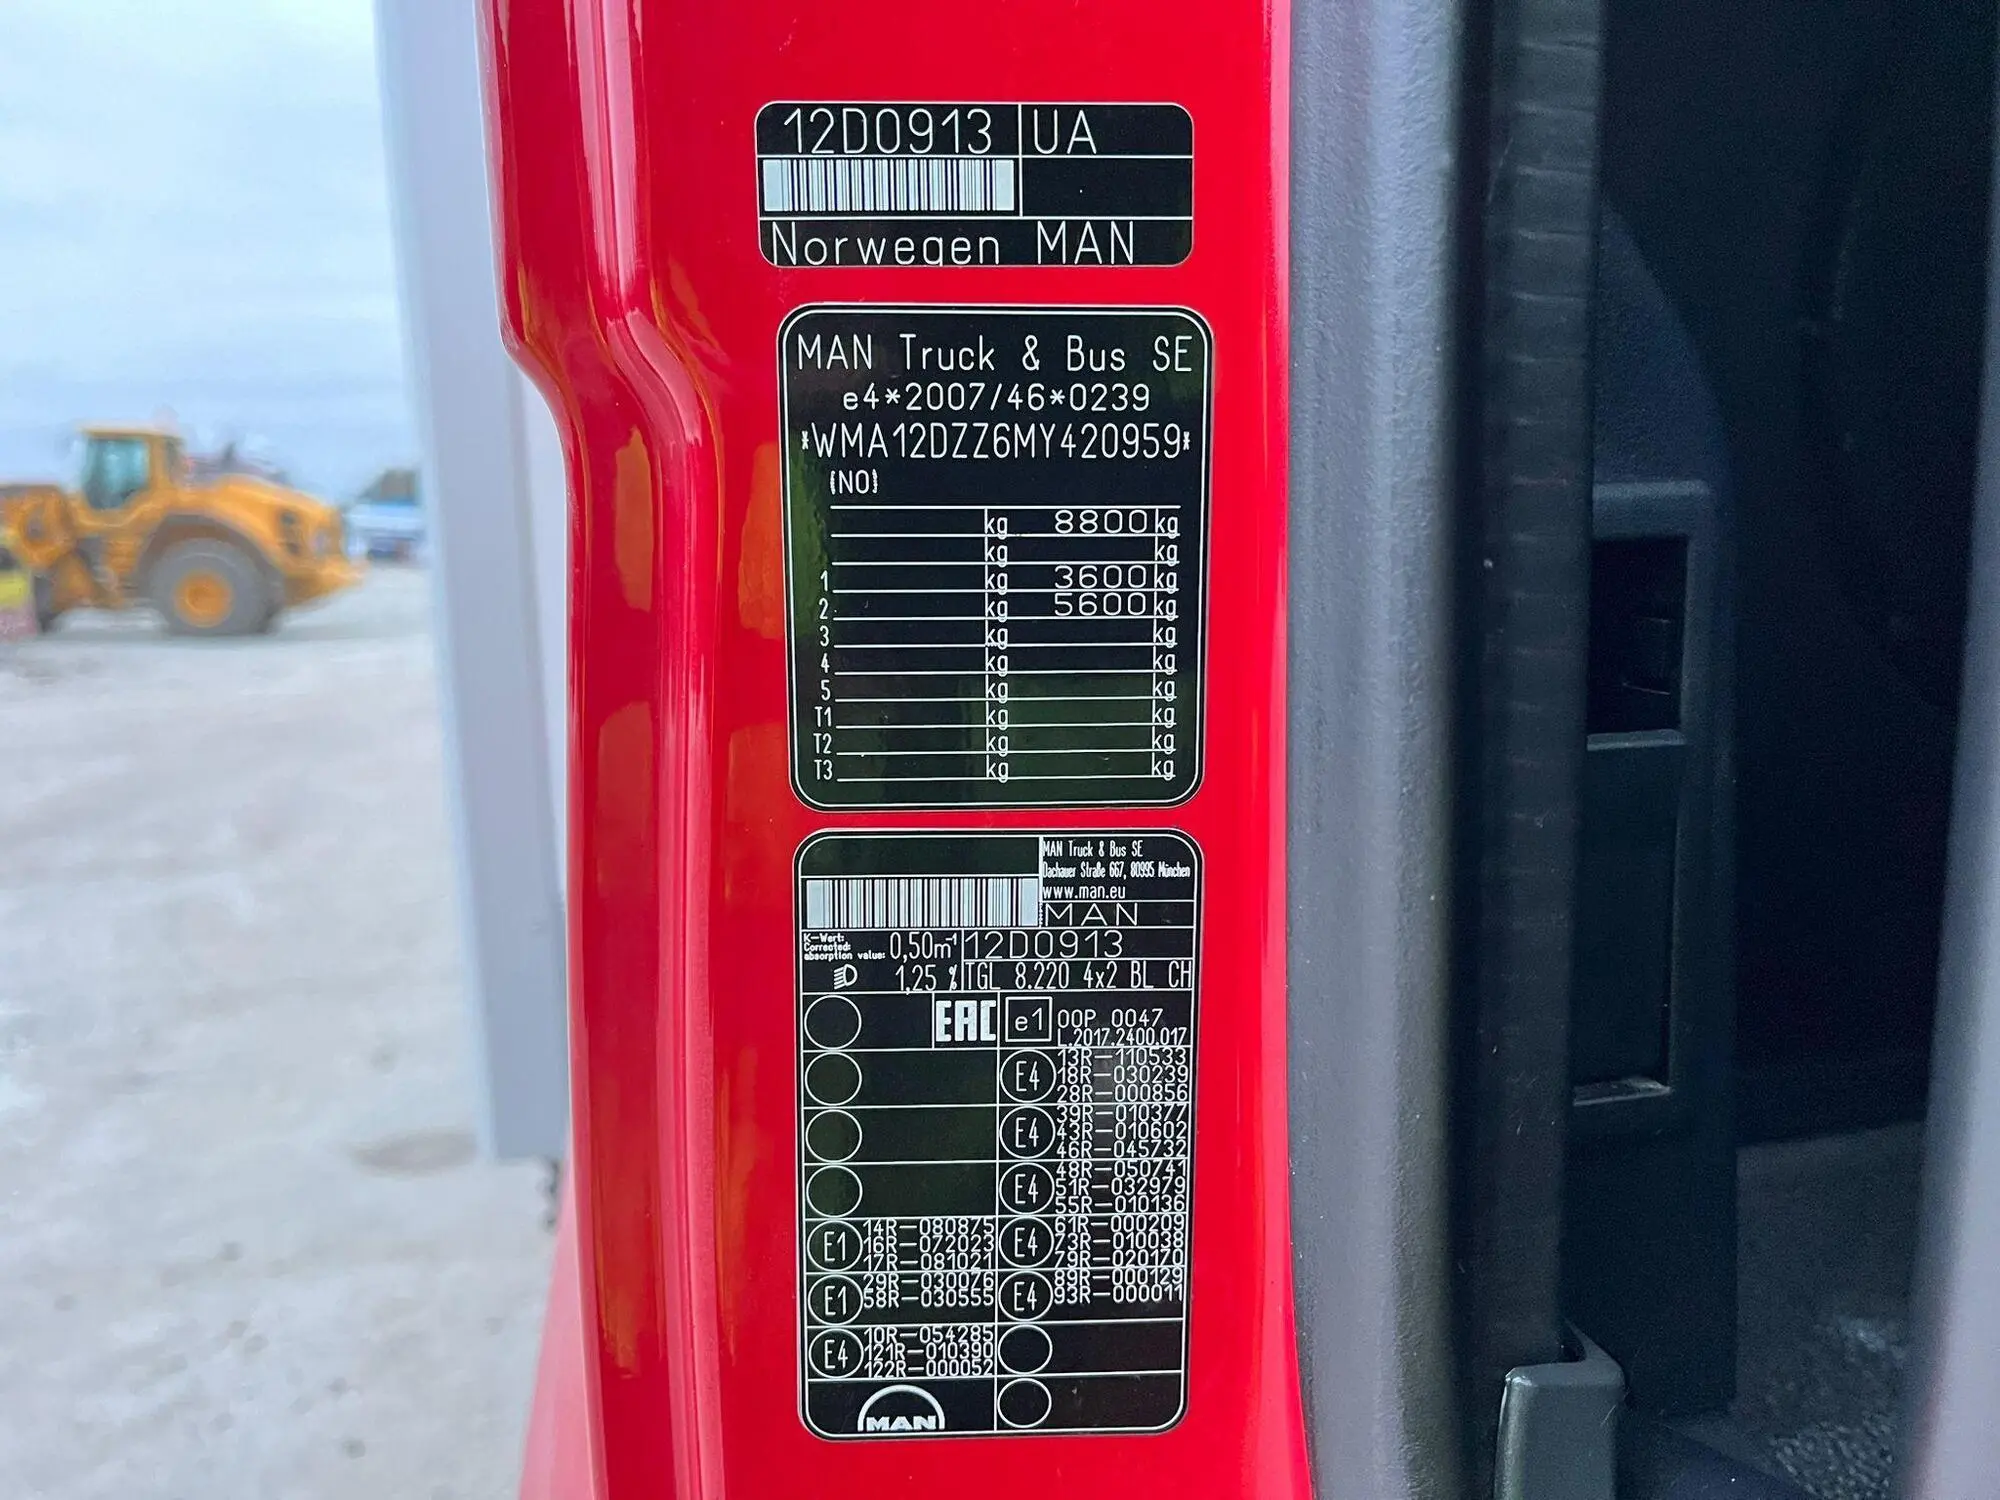 12D0913 UA
Norwegen MAN
MAN Truck & Bus SE
e4*2007/46*0239
*WMA12DZZ6MY420959*
(NO)
kg 8800 kg
kg kg
1 kg 3600 kg
2 kg 5600 kg
3 kg kg
4 kg kg
5 kg kg
T1 kg kg
T2 kg kg
T3 kg kg
MAN Truck & Bus SE
Dachauer Straße 667, 80995 München
www.man.eu
MAN
K-Wert:
Corrected
absorption value: 0,50m⁻¹ 12D0913
1,25 % TGL 8.220 4x2 BL CH
EAC e1 00P 0047
L.2017.2400.017
E4 13R-110533
18R-030239
28R-000856
E4 39R-010377
43R-010602
46R-045732
E4 48R-050741
51R-032979
55R-010136
E1 14R-080875
16R-072023
17R-081021
E4 61R-000209
73R-010038
79R-020170
E1 29R-030076
58R-030555
E4 89R-000129
93R-000011
E4 10R-054285
121R-010390
122R-000052
MAN